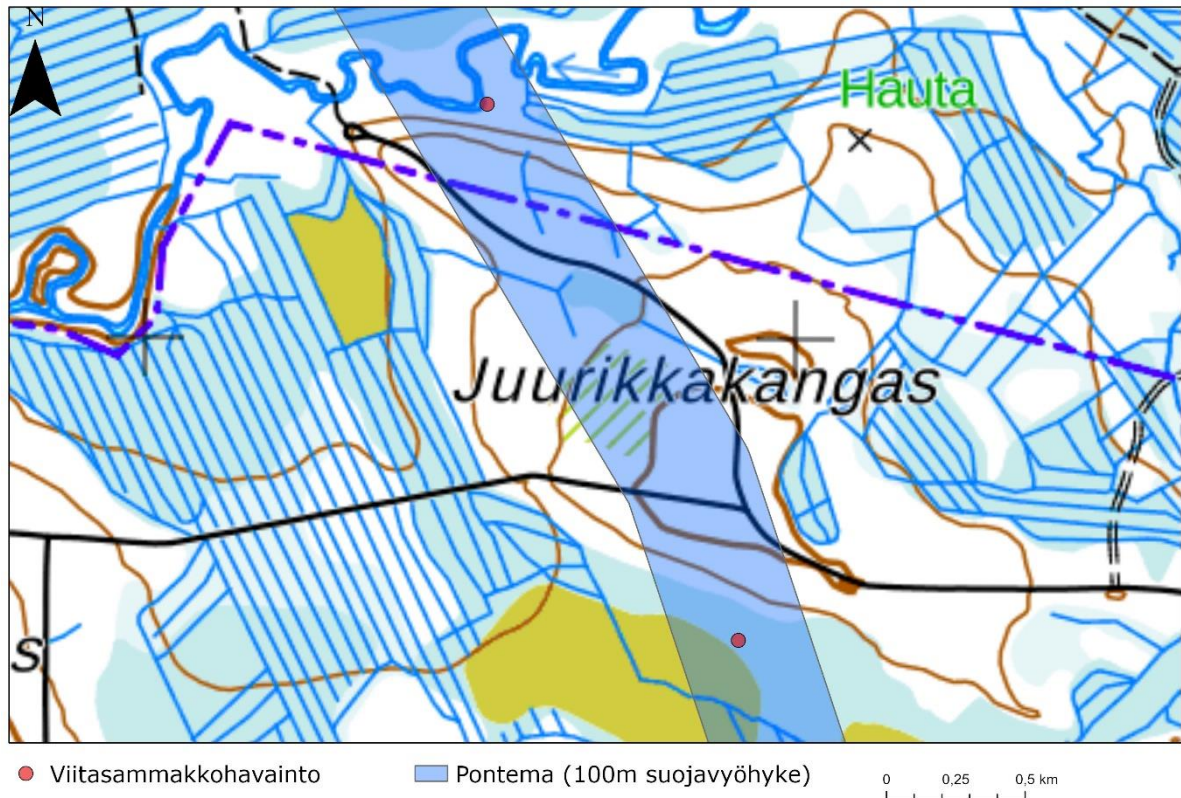 N
Hauta
Juurikkakangas
s
Viitasammakkohavainto
Pontema (100m suojavyöhyke)
0 0,25 0,5 km